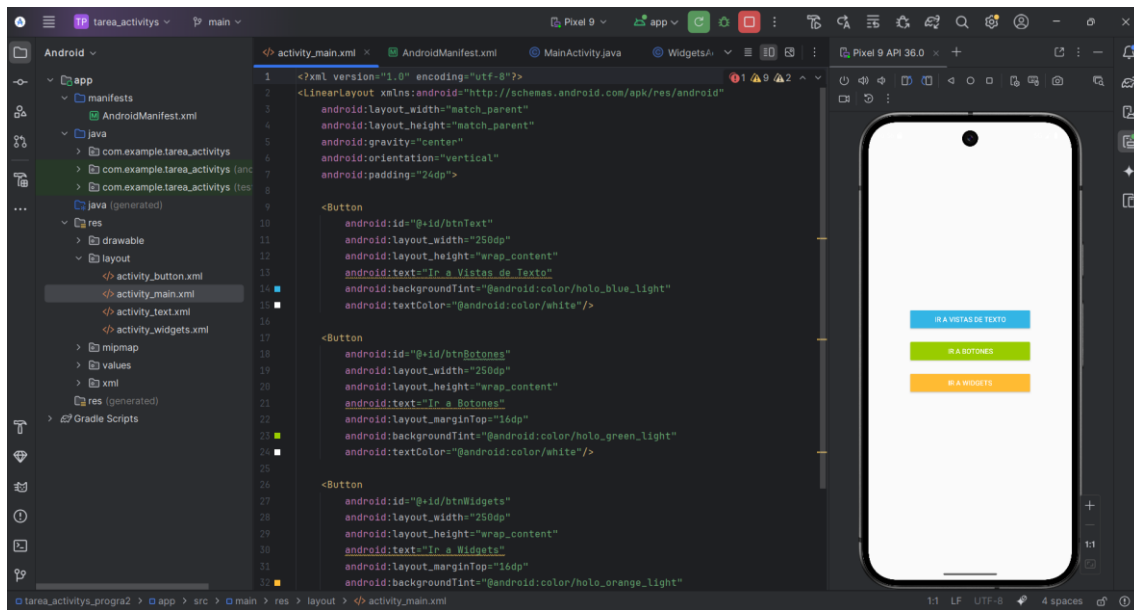 TP tarea_activitys main Pixel 9 app
Android
activity_main.xml AndroidManifest.xml MainActivity.java WidgetsA
Pixel 9 API 36.0
app
manifests
AndroidManifest.xml
java
com.example.tarea_activitys
com.example.tarea_activitys (and
com.example.tarea_activitys (tes
java (generated)
res
drawable
layout
activity_button.xml
activity_main.xml
activity_text.xml
activity_widgets.xml
mipmap
values
xml
res (generated)
Gradle Scripts
1 9 2
1 <?xml version="1.0" encoding="utf-8"?>
2 <LinearLayout xmlns:android="http://schemas.android.com/apk/res/android"
3 android:layout_width="match_parent"
4 android:layout_height="match_parent"
5 android:gravity="center"
6 android:orientation="vertical"
7 android:padding="24dp">
8
9 <Button
10 android:id="@+id/btnText"
11 android:layout_width="250dp"
12 android:layout_height="wrap_content"
13 android:text="Ir a Vistas de Texto"
14 android:backgroundTint="@android:color/holo_blue_light"
15 android:textColor="@android:color/white"/>
16
17 <Button
18 android:id="@+id/btnBotones"
19 android:layout_width="250dp"
20 android:layout_height="wrap_content"
21 android:text="Ir a Botones"
22 android:layout_marginTop="16dp"
23 android:backgroundTint="@android:color/holo_green_light"
24 android:textColor="@android:color/white"/>
25
26 <Button
27 android:id="@+id/btnWidgets"
28 android:layout_width="250dp"
29 android:layout_height="wrap_content"
30 android:text="Ir a Widgets"
31 android:layout_marginTop="16dp"
32 android:backgroundTint="@android:color/holo_orange_light"
IR A VISTAS DE TEXTO
IR A BOTONES
IR A WIDGETS
1:1
tarea_activitys_progra2 > app > src > main > res > layout > activity_main.xml
1:1 LF UTF-8 4 spaces